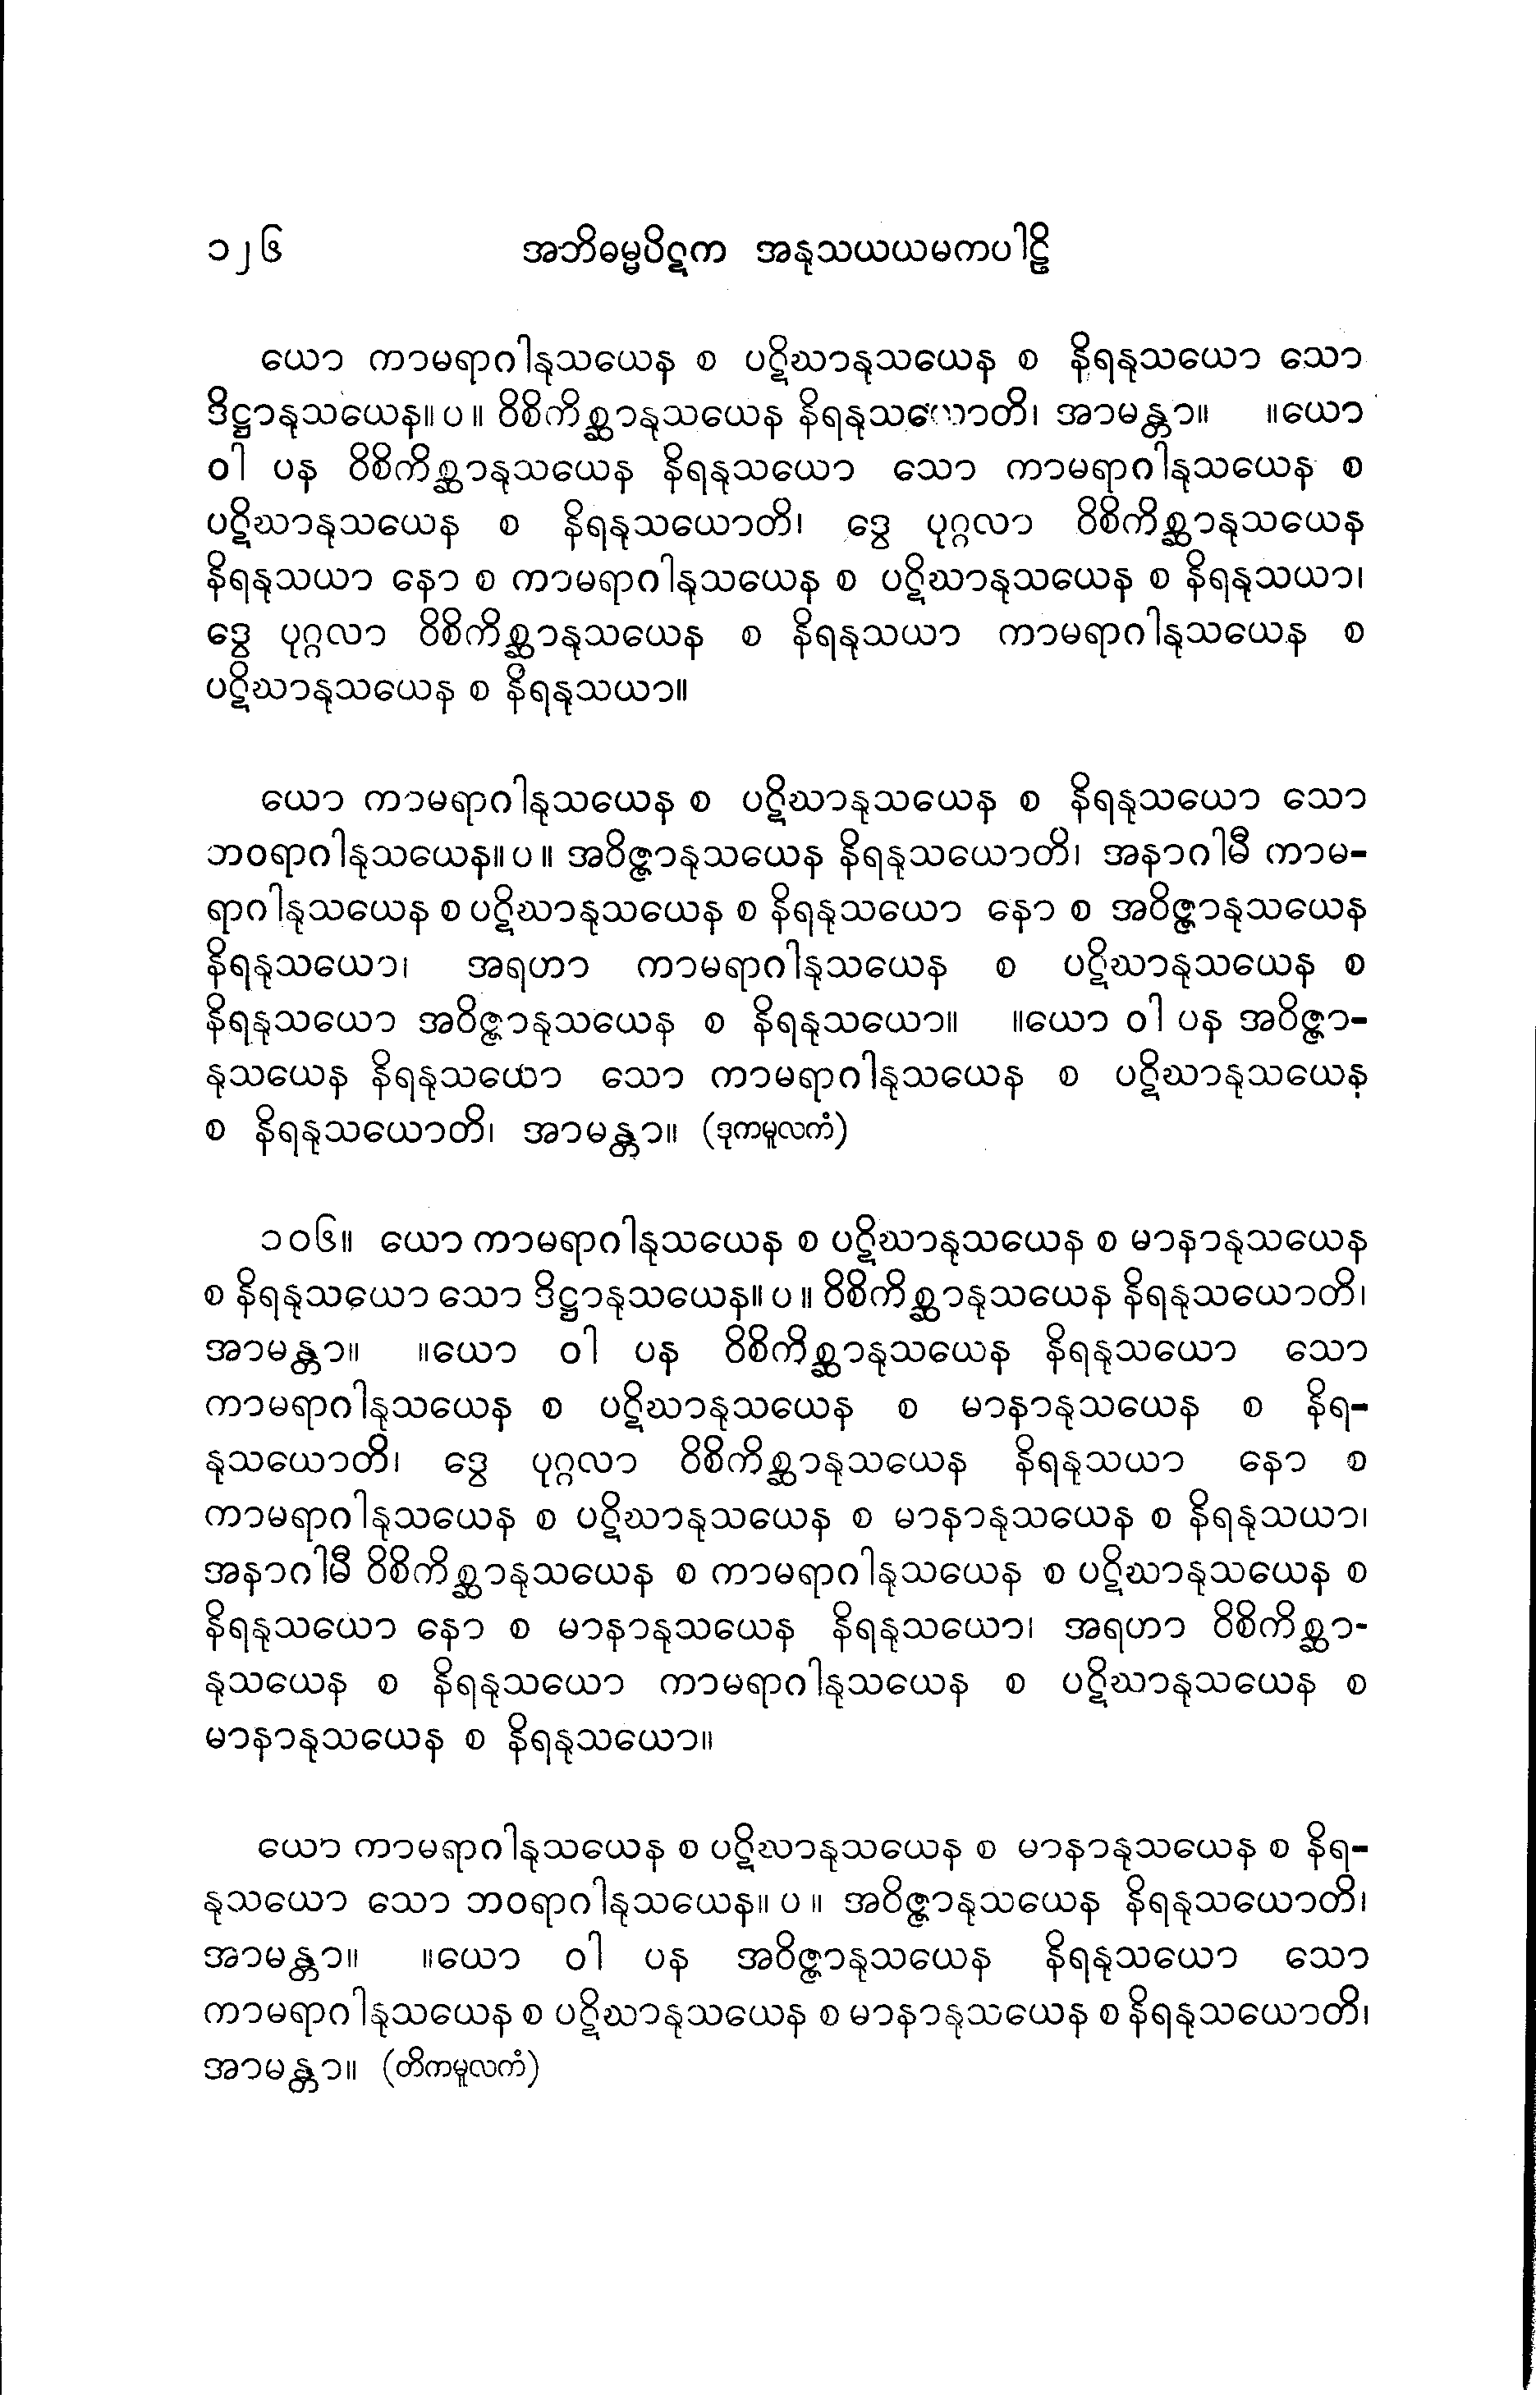 ၁၂၆ အဘိဓမ္မပိဋက အနုသယယမကပါဠိ
ယော ကာမရာဂါနုသယေန စ ပဋိဃာနုသယေန စ နိရနုသယော သော
ဒိဋ္ဌာနုသယေန။ ပ ။ ဝိစိကိစ္ဆာနုသယေန နိရနုသယောတိ၊ အာမန္တာ။ ။ယော
ဝါ ပန ဝိစိကိစ္ဆာနုသယေန နိရနုသယော သော ကာမရာဂါနုသယေန စ
ပဋိဃာနုသယေန စ နိရနုသယောတိ၊ ဒွေ ပုဂ္ဂလာ ဝိစိကိစ္ဆာနုသယေန
နိရနုသယာ နော စ ကာမရာဂါနုသယေန စ ပဋိဃာနုသယေန စ နိရနုသယာ၊
ဒွေ ပုဂ္ဂလာ ဝိစိကိစ္ဆာနုသယေန စ နိရနုသယာ ကာမရာဂါနုသယေန စ
ပဋိဃာနုသယေန စ နိရနုသယာ။
ယော ကာမရာဂါနုသယေန စ ပဋိဃာနုသယေန စ နိရနုသယော သော
ဘဝရာဂါနုသယေန။ ပ ။ အဝိဇ္ဇာနုသယေန နိရနုသယောတိ၊ အနာဂါမီ ကာမ-
ရာဂါနုသယေန စ ပဋိဃာနုသယေန စ နိရနုသယော နော စ အဝိဇ္ဇာနုသယေန
နိရနုသယော၊ အရဟာ ကာမရာဂါနုသယေန စ ပဋိဃာနုသယေန စ
နိရနုသယော အဝိဇ္ဇာနုသယေန စ နိရနုသယော။ ။ယော ဝါ ပန အဝိဇ္ဇာ-
နုသယေန နိရနုသယော သော ကာမရာဂါနုသယေန စ ပဋိဃာနုသယေန
စ နိရနုသယောတိ၊ အာမန္တာ။ (ဒုကမူလကံ)
၁၀၆။ ယော ကာမရာဂါနုသယေန စ ပဋိဃာနုသယေန စ မာနာနုသယေန
စ နိရနုသယော သော ဒိဋ္ဌာနုသယေန။ ပ ။ ဝိစိကိစ္ဆာနုသယေန နိရနုသယောတိ၊
အာမန္တာ။ ။ယော ဝါ ပန ဝိစိကိစ္ဆာနုသယေန နိရနုသယော သော
ကာမရာဂါနုသယေန စ ပဋိဃာနုသယေန စ မာနာနုသယေန စ နိရ-
နုသယောတိ၊ ဒွေ ပုဂ္ဂလာ ဝိစိကိစ္ဆာနုသယေန နိရနုသယာ နော စ
ကာမရာဂါနုသယေန စ ပဋိဃာနုသယေန စ မာနာနုသယေန စ နိရနုသယာ၊
အနာဂါမီ ဝိစိကိစ္ဆာနုသယေန စ ကာမရာဂါနုသယေန စ ပဋိဃာနုသယေန စ
နိရနုသယော နော စ မာနာနုသယေန နိရနုသယော၊ အရဟာ ဝိစိကိစ္ဆာ-
နုသယေန စ နိရနုသယော ကာမရာဂါနုသယေန စ ပဋိဃာနုသယေန စ
မာနာနုသယေန စ နိရနုသယော။
ယော ကာမရာဂါနုသယေန စ ပဋိဃာနုသယေန စ မာနာနုသယေန စ နိရ-
နုသယော သော ဘဝရာဂါနုသယေန။ ပ ။ အဝိဇ္ဇာနုသယေန နိရနုသယောတိ၊
အာမန္တာ။ ။ယော ဝါ ပန အဝိဇ္ဇာနုသယေန နိရနုသယော သော
ကာမရာဂါနုသယေန စ ပဋိဃာနုသယေန စ မာနာနုသယေန စ နိရနုသယောတိ၊
အာမန္တာ။ (တိကမူလကံ)